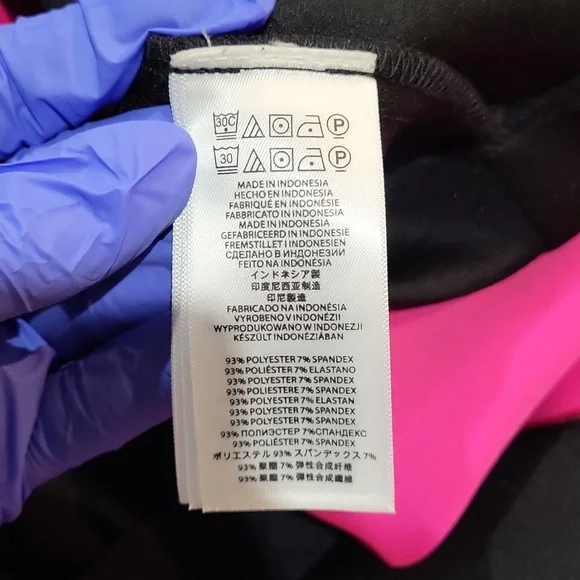 30C P
30 P
MADE IN INDONESIA
HECHO EN INDONESIA
FABRIQUÉ EN INDONÉSIE
FABBRICATO IN INDONESIA
MADE IN INDONESIA
GEFABRICEERD IN INDONESIË
FREMSTILLET I INDONESIEN
СДЕЛАНО В ИНДОНЕЗИИ
FEITO NA INDONÉSIA
インドネシア製
印度尼西亚制造
印尼製造
FABRICADO NA INDONÉSIA
VYROBENO V INDONÉZII
WYPRODUKOWANO W INDONEZJI
KÉSZÜLT INDONÉZIÁBAN
93% POLYESTER 7% SPANDEX
93% POLIÉSTER 7% ELASTANO
93% POLYESTER 7% SPANDEX
93% POLIESTERE 7% SPANDEX
93% POLYESTER 7% ELASTAN
93% POLYESTER 7% SPANDEX
93% POLYESTER 7% SPANDEX
93% ПОЛИЭСТЕР 7%СПАНДЕКС
93% POLIÉSTER 7% SPANDEX
ポリエステル 93% スパンデックス 7%
93% 聚酯 7% 弹性合成纤维
93% 聚酯 7% 弹性合成纖維